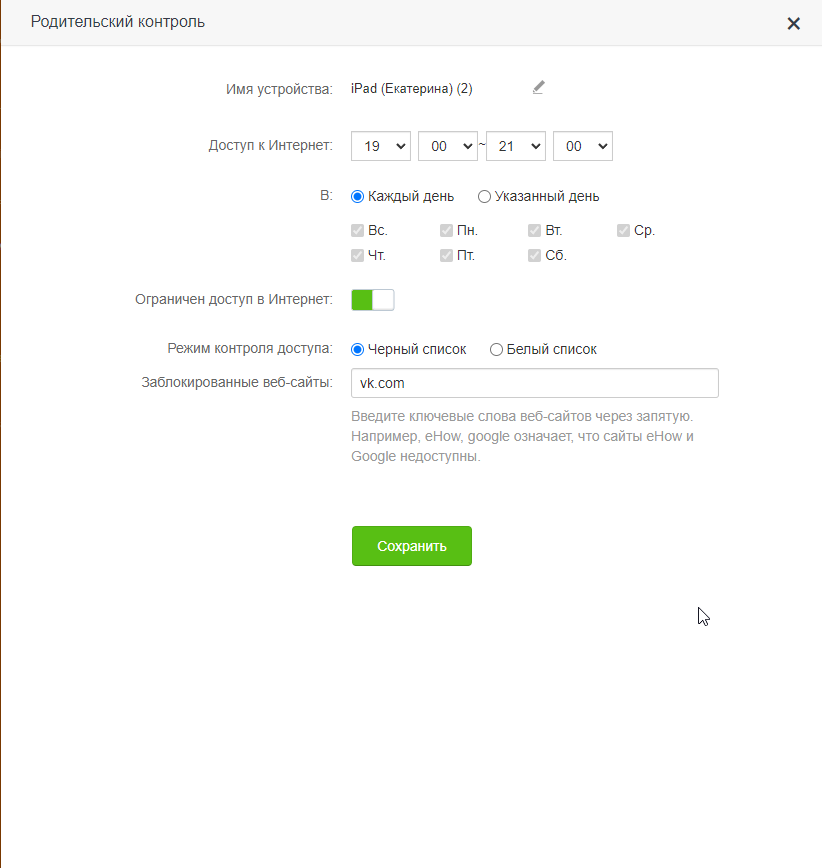 Родительский контроль
Имя устройства: iPad (Екатерина) (2)
Доступ к Интернет: 19 00 ~ 21 00
В: Каждый день Указанный день
Вс. Пн. Вт. Ср.
Чт. Пт. Сб.
Ограничен доступ в Интернет:
Режим контроля доступа: Черный список Белый список
Заблокированные веб-сайты: vk.com
Введите ключевые слова веб-сайтов через запятую.
Например, eHow, google означает, что сайты eHow и
Google недоступны.
Сохранить